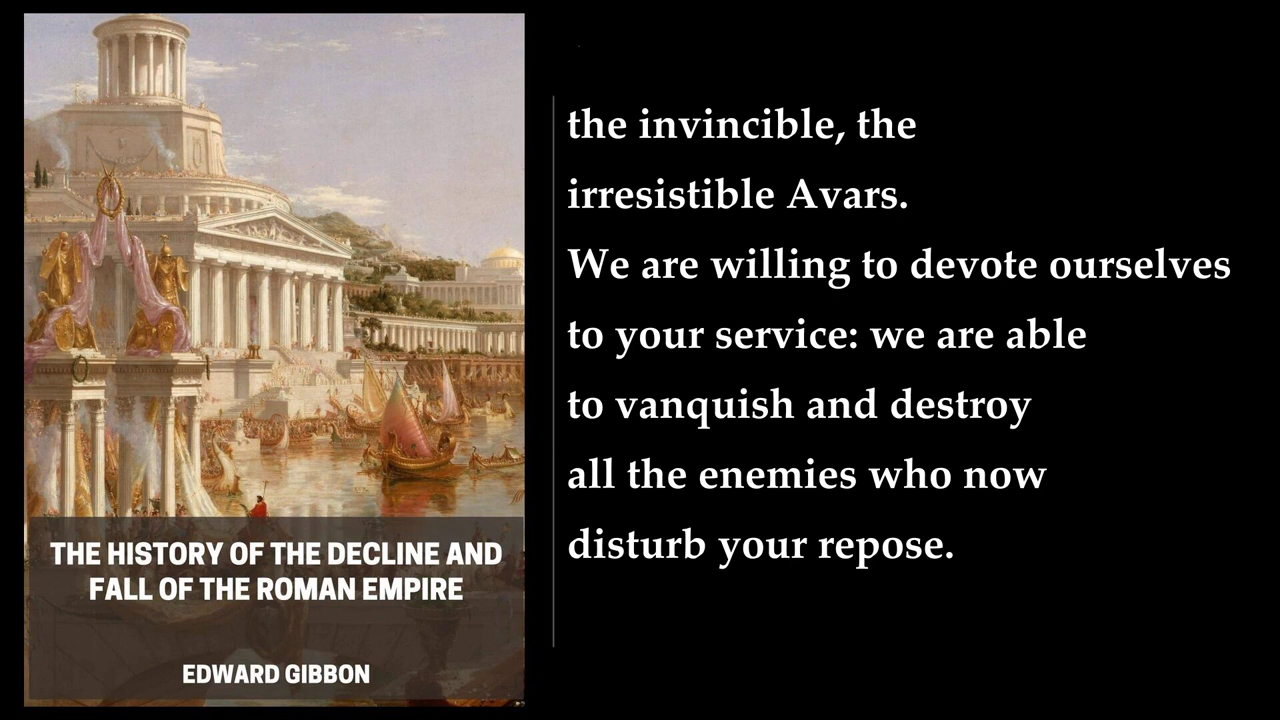 THE HISTORY OF THE DECLINE AND
FALL OF THE ROMAN EMPIRE
EDWARD GIBBON
the invincible, the
irresistible Avars.
We are willing to devote ourselves
to your service: we are able
to vanquish and destroy
all the enemies who now
disturb your repose.